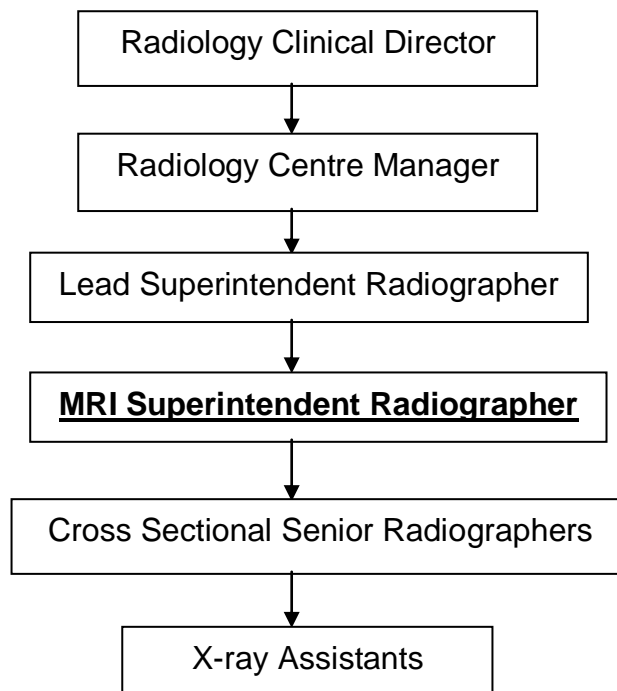 Radiology Clinical Director
Radiology Centre Manager
Lead Superintendent Radiographer
MRI Superintendent Radiographer
Cross Sectional Senior Radiographers
X-ray Assistants